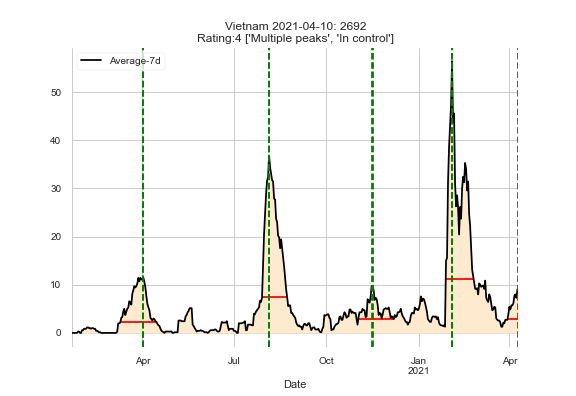 Vietnam 2021-04-10: 2692
Rating:4 ['Multiple peaks', 'In control']
Average-7d
50
40
30
20
10
0
Apr
Jul
Oct
Jan
2021
Apr
Date